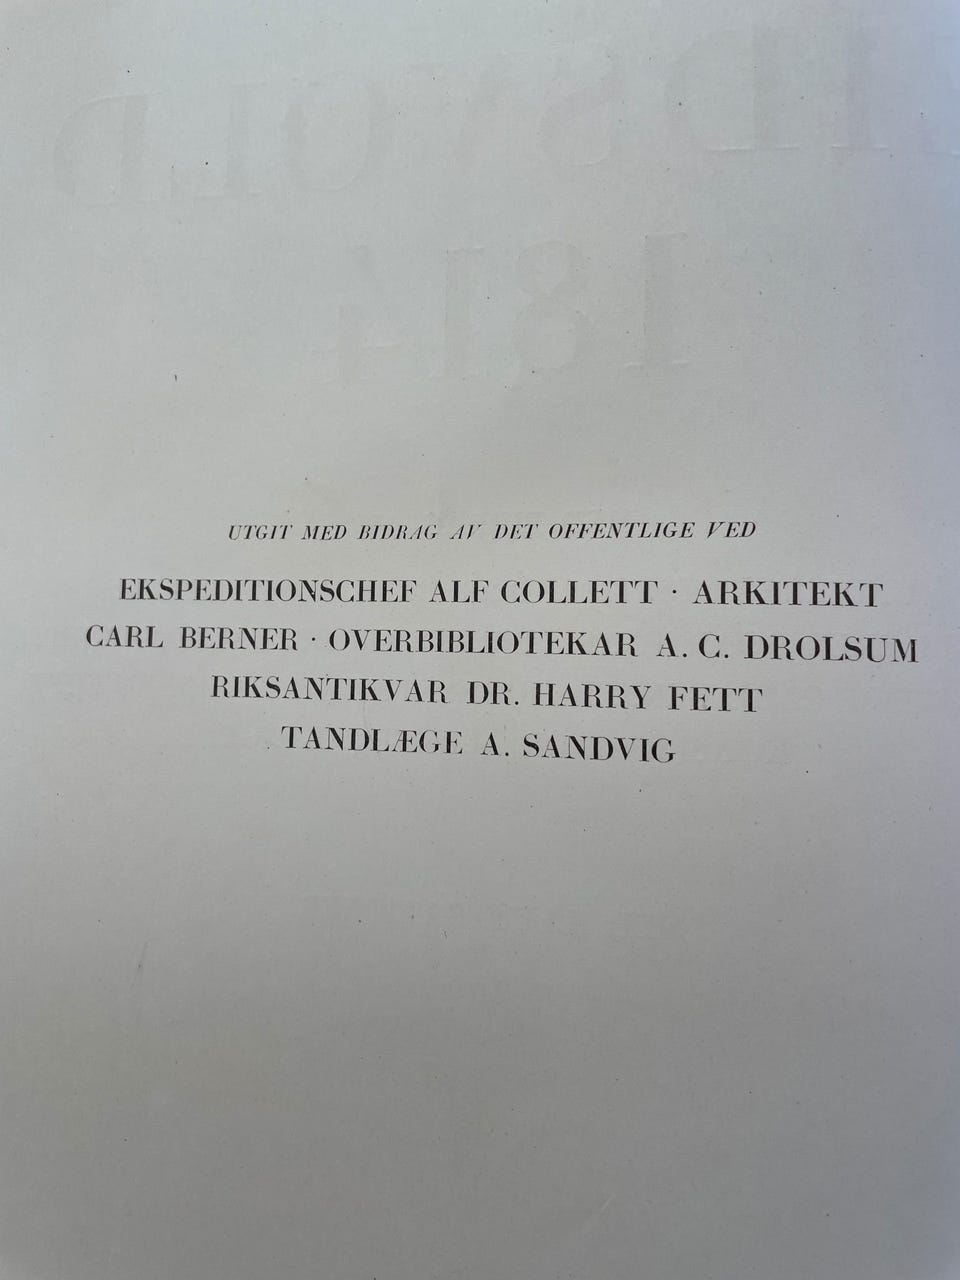 UTGIT MED BIDRAG AV DET OFFENTLIGE VED
EKSPEDITIONSCHEF ALF COLLETT · ARKITEKT
CARL BERNER · OVERBIBLIOTEKAR A. C. DROLSUM
RIKSANTIKVAR DR. HARRY FETT
TANDLÆGE A. SANDVIG